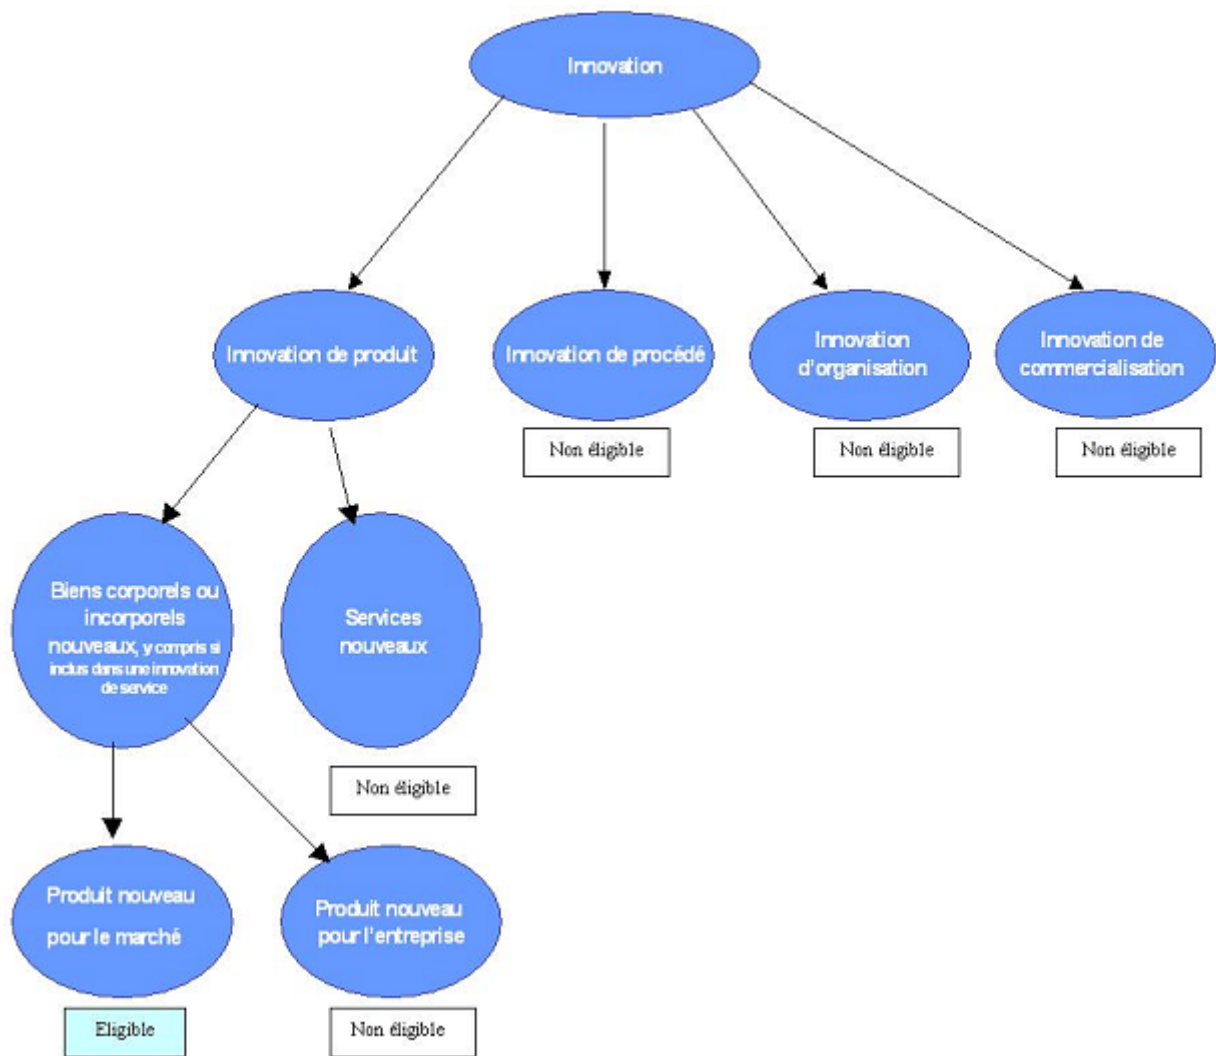 Innovation
Innovation de produit
Innovation de procédé
Innovation
d'organisation
Innovation de
commercialisation
Non éligible
Non éligible
Non éligible
Biens corporels ou
incorporels
nouveaux, y compris si
inclus dans une innovation
de service
Services
nouveaux
Non éligible
Produit nouveau
pour le marché
Produit nouveau
pour l'entreprise
Eligible
Non éligible